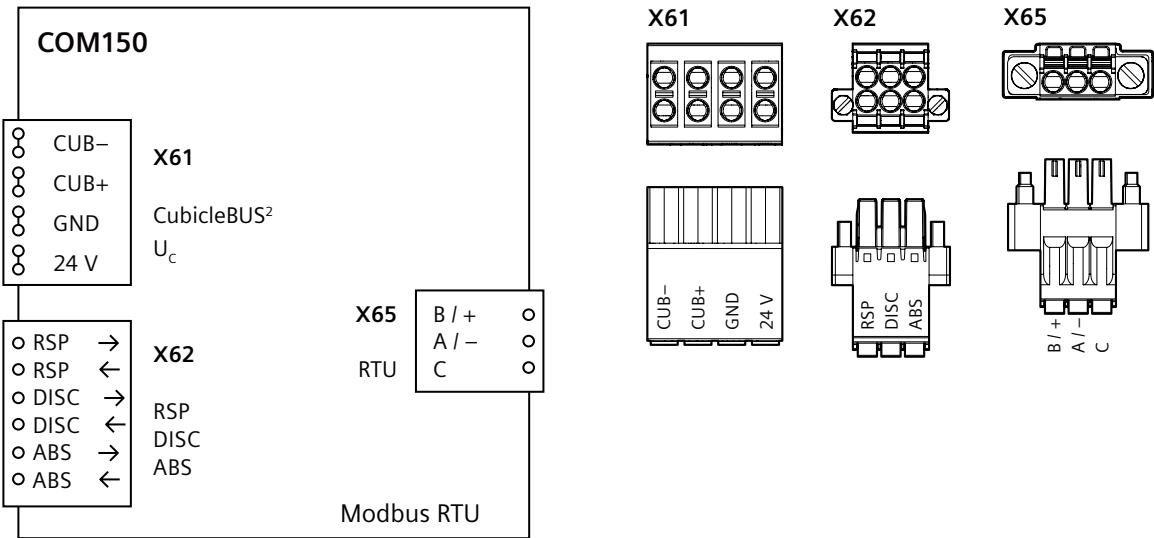 COM150
CUB–
CUB+
GND
24 V
X61
CubicleBUS²
U꜀
RSP →
RSP ←
DISC →
DISC ←
ABS →
ABS ←
X62
RSP
DISC
ABS
X65
RTU
B / +
A / –
C
Modbus RTU
X61
X62
X65
CUB–
CUB+
GND
24 V
RSP
DISC
ABS
B / +
A / –
C